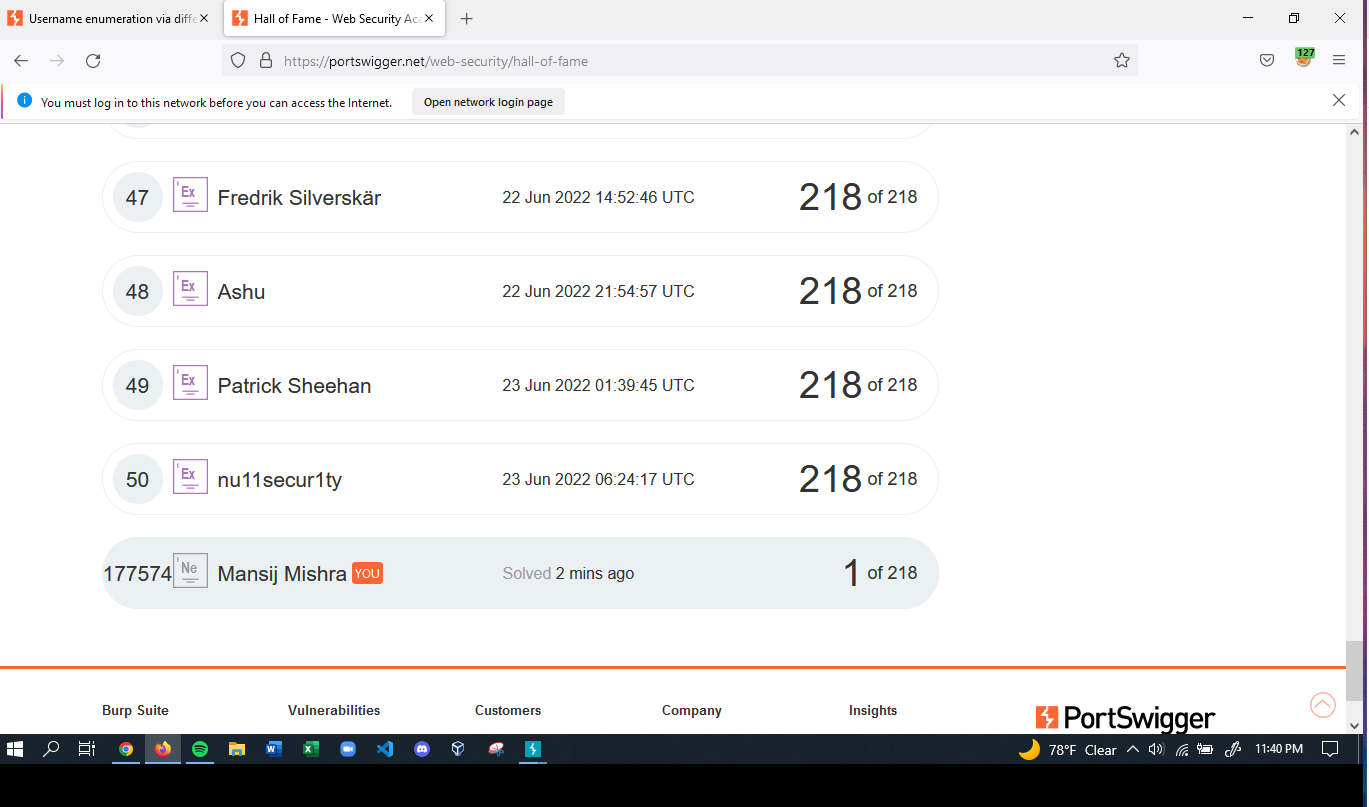 Username enumeration via diffe
Hall of Fame - Web Security Aca
https://portswigger.net/web-security/hall-of-fame
127
You must log in to this network before you can access the Internet.
Open network login page
47 'Ex Fredrik Silverskär 22 Jun 2022 14:52:46 UTC 218 of 218
48 'Ex Ashu 22 Jun 2022 21:54:57 UTC 218 of 218
49 'Ex Patrick Sheehan 23 Jun 2022 01:39:45 UTC 218 of 218
50 'Ex nu11secur1ty 23 Jun 2022 06:24:17 UTC 218 of 218
177574 'Ne Mansij Mishra YOU Solved 2 mins ago 1 of 218
Burp Suite Vulnerabilities Customers Company Insights PortSwigger
78°F Clear 11:40 PM